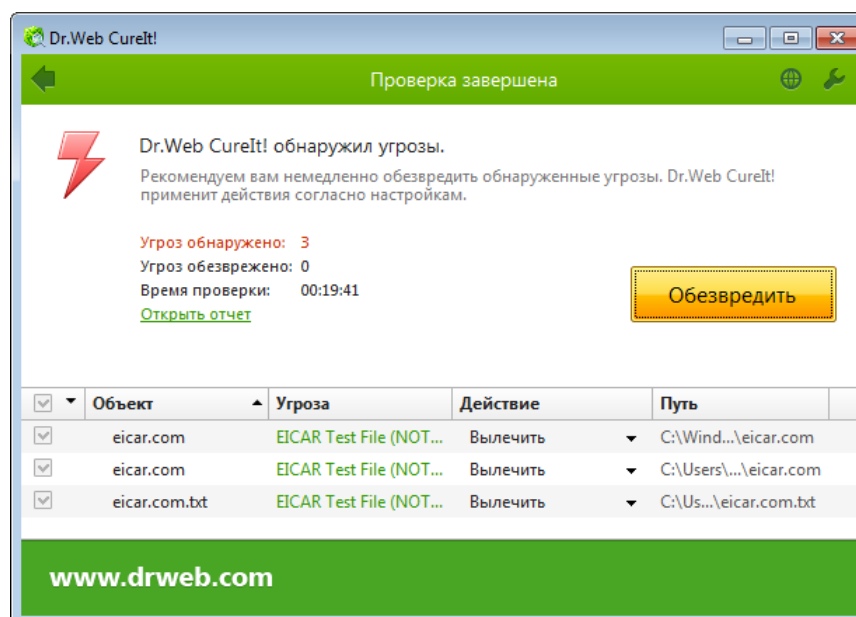 Dr.Web CureIt!
Проверка завершена
Dr.Web CureIt! обнаружил угрозы.
Рекомендуем вам немедленно обезвредить обнаруженные угрозы. Dr.Web CureIt!
применит действия согласно настройкам.
Угроз обнаружено: 3
Угроз обезврежено: 0
Время проверки: 00:19:41
Открыть отчет
Обезвредить
Объект Угроза Действие Путь
eicar.com EICAR Test File (NOT... Вылечить C:\Wind...\eicar.com
eicar.com EICAR Test File (NOT... Вылечить C:\Users\...\eicar.com
eicar.com.txt EICAR Test File (NOT... Вылечить C:\Us...\eicar.com.txt
www.drweb.com